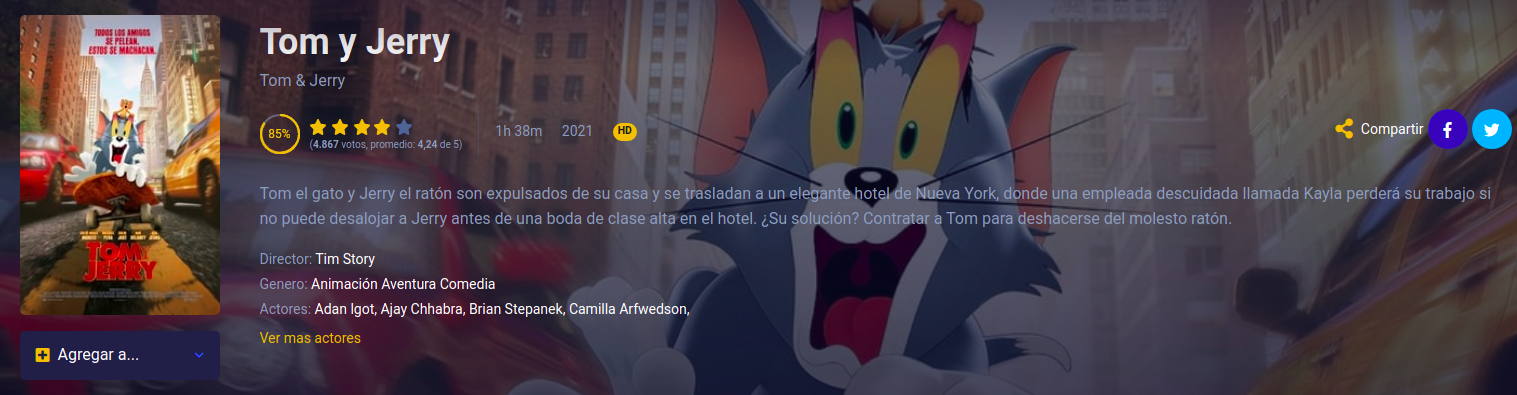 TODOS LOS AMIGOS
SE PELEAN.
ESTOS SE MACHACAN.
TOM
JERRY
Agregar a...
Tom y Jerry
Tom & Jerry
85%
(4.867 votos, promedio: 4,24 de 5)
1h 38m 2021 HD
Compartir
Tom el gato y Jerry el ratón son expulsados de su casa y se trasladan a un elegante hotel de Nueva York, donde una empleada descuidada llamada Kayla perderá su trabajo si
no puede desalojar a Jerry antes de una boda de clase alta en el hotel. ¿Su solución? Contratar a Tom para deshacerse del molesto ratón.
Director: Tim Story
Genero: Animación Aventura Comedia
Actores: Adan Igot, Ajay Chhabra, Brian Stepanek, Camilla Arfwedson,
Ver mas actores